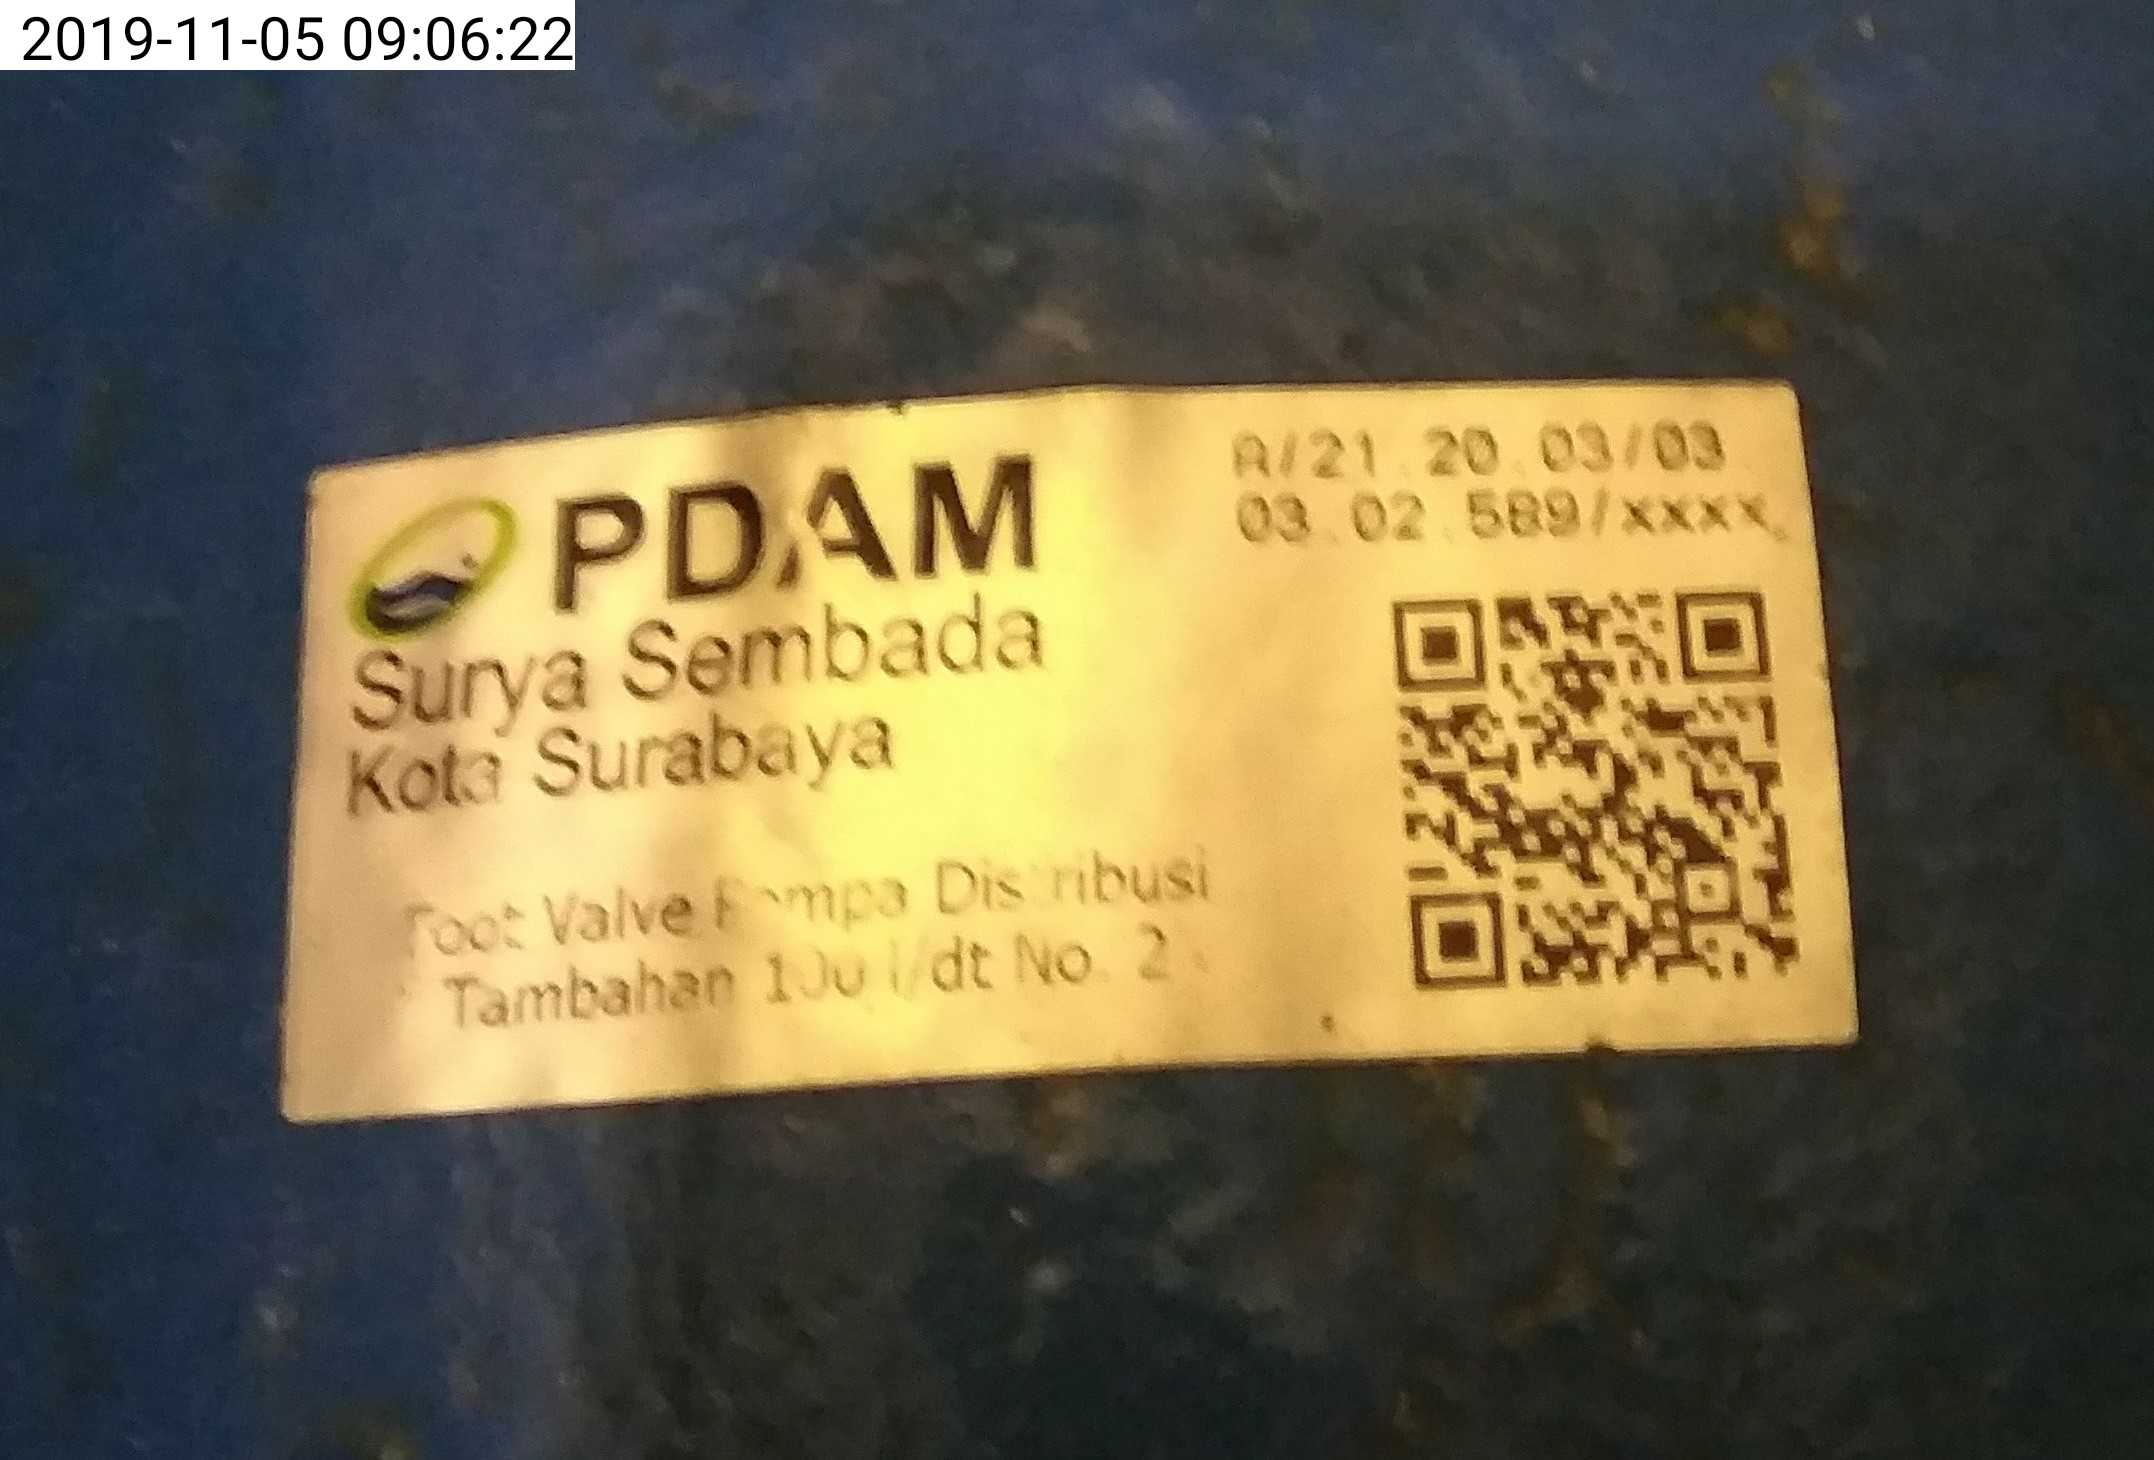 2019-11-05 09:06:22
PDAM
Surya Sembada
Kota Surabaya
A/21.20.03/03
03.02.589/xxxx.
Foot Valve Pompa Distribusi
Tambahan 100 l/dt No. 2